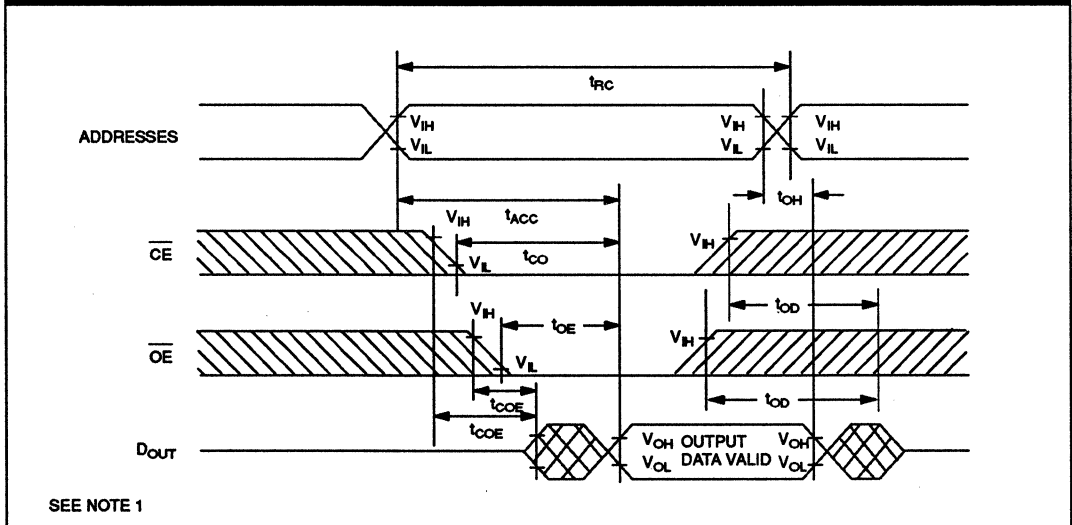 tRC
ADDRESSES
VIH
VIL
VIH
VIL
VIH
VIL
tOH
tACC
CE
VIH
VIL
tCO
VIH
tOD
OE
VIH
VIL
tOE
VIH
tOD
tCOE
tCOE
DOUT
VOH OUTPUT VOH
VOL DATA VALID VOL
SEE NOTE 1